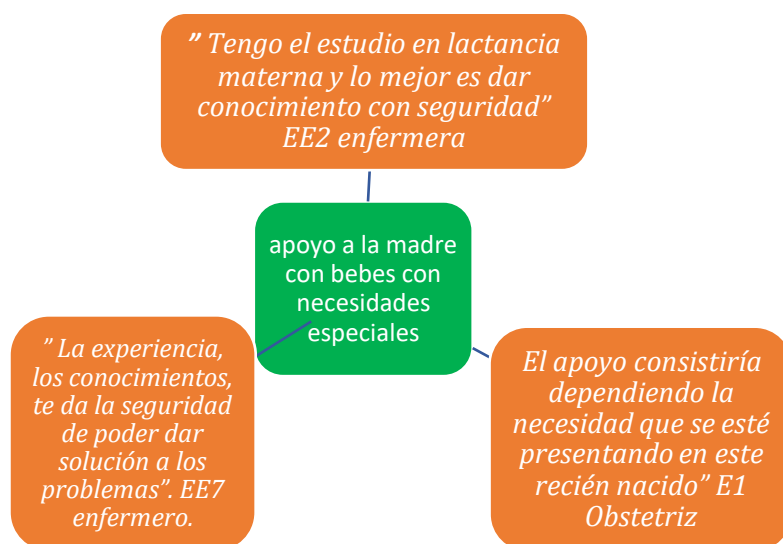 ” Tengo el estudio en lactancia
materna y lo mejor es dar
conocimiento con seguridad”
EE2 enfermera
apoyo a la madre
con bebes con
necesidades
especiales
” La experiencia,
los conocimientos,
te da la seguridad
de poder dar
solución a los
problemas”. EE7
enfermero.
El apoyo consistiría
dependiendo la
necesidad que se esté
presentando en este
recién nacido” E1
Obstetriz